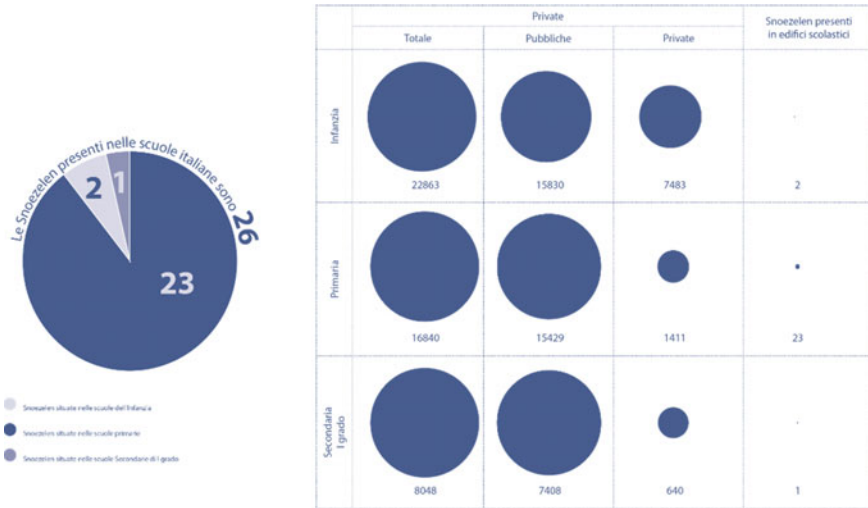 Le Snoezelen presenti nelle scuole italiane sono 26
2
1
23
Snoezelen situate nelle scuole del Infanzia
Snoezelen situate nelle scuole primarie
Snoezelen situate nelle scuole Secondarie di I grado
Private
Snoezelen presenti
in edifici scolastici
Totale
Pubbliche
Private
Infanzia
22863
15830
7483
2
Primaria
16840
15429
1411
23
Secondaria
I grado
8048
7408
640
1